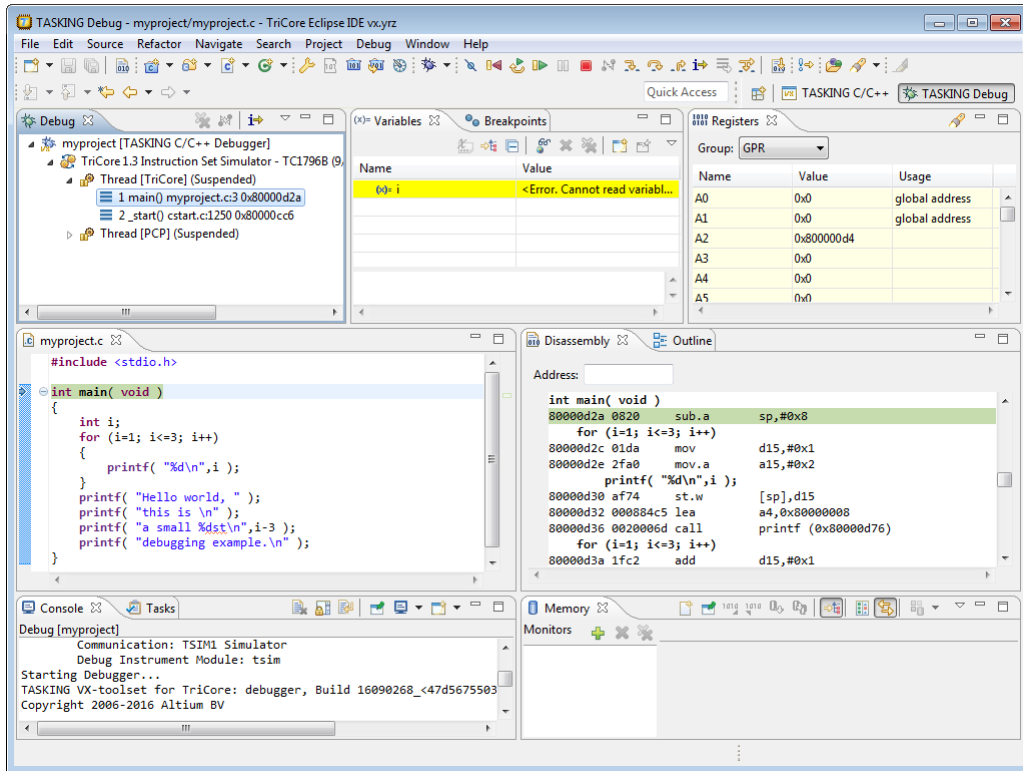 TASKING Debug - myproject/myproject.c - TriCore Eclipse IDE vx.yrz
File Edit Source Refactor Navigate Search Project Debug Window Help
Quick Access
TASKING C/C++
TASKING Debug
Debug
myproject [TASKING C/C++ Debugger]
TriCore 1.3 Instruction Set Simulator - TC1796B (9,
Thread [TriCore] (Suspended)
1 main() myproject.c:3 0x80000d2a
2 _start() cstart.c:1250 0x80000cc6
Thread [PCP] (Suspended)
(x)= Variables
Breakpoints
Name Value
(x)= i <Error. Cannot read variabl...
Registers
Group: GPR
Name Value Usage
A0 0x0 global address
A1 0x0 global address
A2 0x800000d4
A3 0x0
A4 0x0
A5 0x0
myproject.c
#include <stdio.h>
int main( void )
{
int i;
for (i=1; i<=3; i++)
{
printf( "%d\n",i );
}
printf( "Hello world, " );
printf( "this is \n" );
printf( "a small %dst\n",i-3 );
printf( "debugging example.\n" );
}
Disassembly
Outline
Address:
int main( void )
80000d2a 0820 sub.a sp,#0x8
for (i=1; i<=3; i++)
80000d2c 01da mov d15,#0x1
80000d2e 2fa0 mov.a a15,#0x2
printf( "%d\n",i );
80000d30 af74 st.w [sp],d15
80000d32 000884c5 lea a4,0x80000008
80000d36 0020006d call printf (0x80000d76)
for (i=1; i<=3; i++)
80000d3a 1fc2 add d15,#0x1
Console
Tasks
Debug [myproject]
Communication: TSIM1 Simulator
Debug Instrument Module: tsim
Starting Debugger...
TASKING VX-toolset for TriCore: debugger, Build 16090268_<47d5675503
Copyright 2006-2016 Altium BV
Memory
Monitors